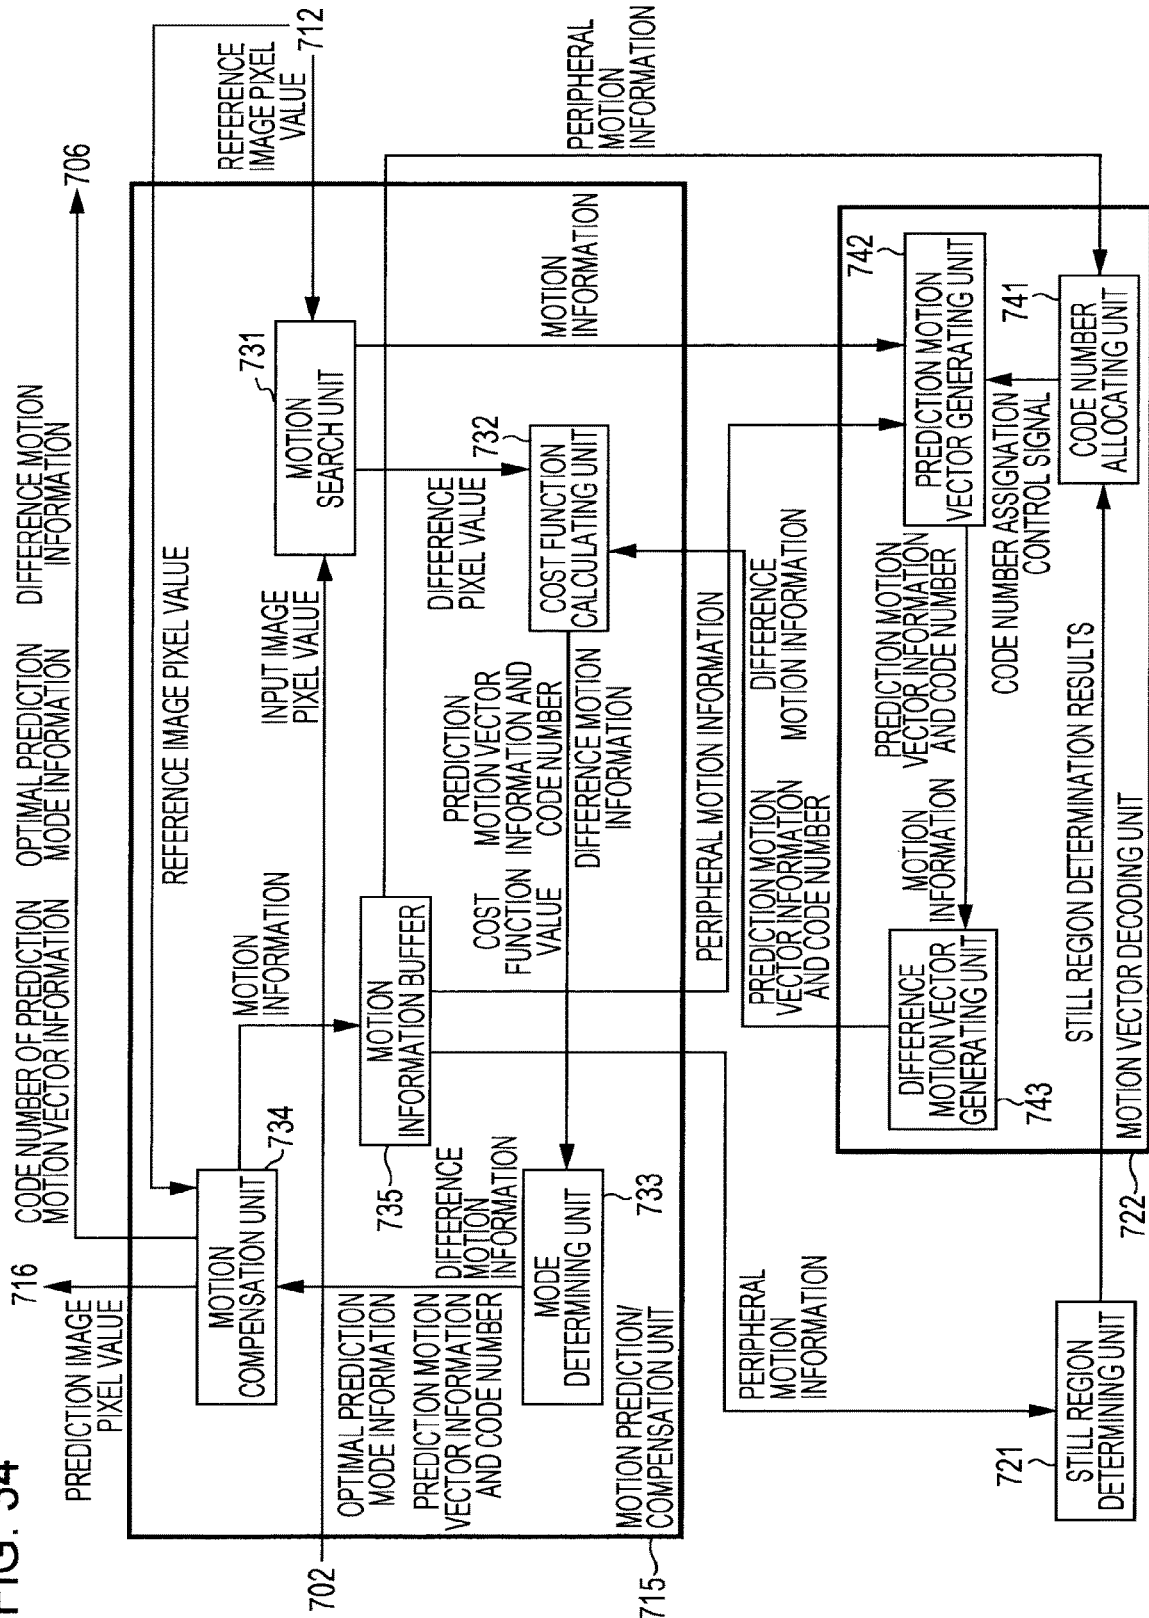 FIG. 34
716
PREDICTION IMAGE
PIXEL VALUE
CODE NUMBER OF PREDICTION
MOTION VECTOR INFORMATION
OPTIMAL PREDICTION
MODE INFORMATION
DIFFERENCE MOTION
INFORMATION
706
REFERENCE IMAGE PIXEL VALUE
REFERENCE
IMAGE PIXEL
VALUE
712
MOTION
COMPENSATION UNIT
734
MOTION
INFORMATION
INPUT IMAGE
PIXEL VALUE
702
MOTION
SEARCH UNIT
731
OPTIMAL PREDICTION
MODE INFORMATION
PREDICTION MOTION
VECTOR INFORMATION
AND CODE NUMBER
DIFFERENCE
MOTION
INFORMATION
MOTION
INFORMATION BUFFER
735
DIFFERENCE
PIXEL VALUE
732
COST FUNCTION
CALCULATING UNIT
MODE
DETERMINING UNIT
733
COST
FUNCTION
VALUE
PREDICTION
MOTION VECTOR
INFORMATION AND
CODE NUMBER
DIFFERENCE MOTION
INFORMATION
MOTION
INFORMATION
PERIPHERAL
MOTION
INFORMATION
MOTION PREDICTION/
COMPENSATION UNIT
715
PERIPHERAL MOTION INFORMATION
PERIPHERAL
MOTION
INFORMATION
PREDICTION MOTION
VECTOR INFORMATION
AND CODE NUMBER
DIFFERENCE
MOTION INFORMATION
742
PREDICTION MOTION
VECTOR GENERATING UNIT
PREDICTION MOTION
VECTOR INFORMATION
AND CODE NUMBER
MOTION
INFORMATION
DIFFERENCE
MOTION VECTOR
GENERATING UNIT
743
CODE NUMBER ASSIGNATION
CONTROL SIGNAL
741
CODE NUMBER
ALLOCATING UNIT
STILL REGION DETERMINATION RESULTS
MOTION VECTOR DECODING UNIT
722
721
STILL REGION
DETERMINING UNIT